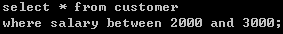 select * from customer
where salary between 2000 and 3000;